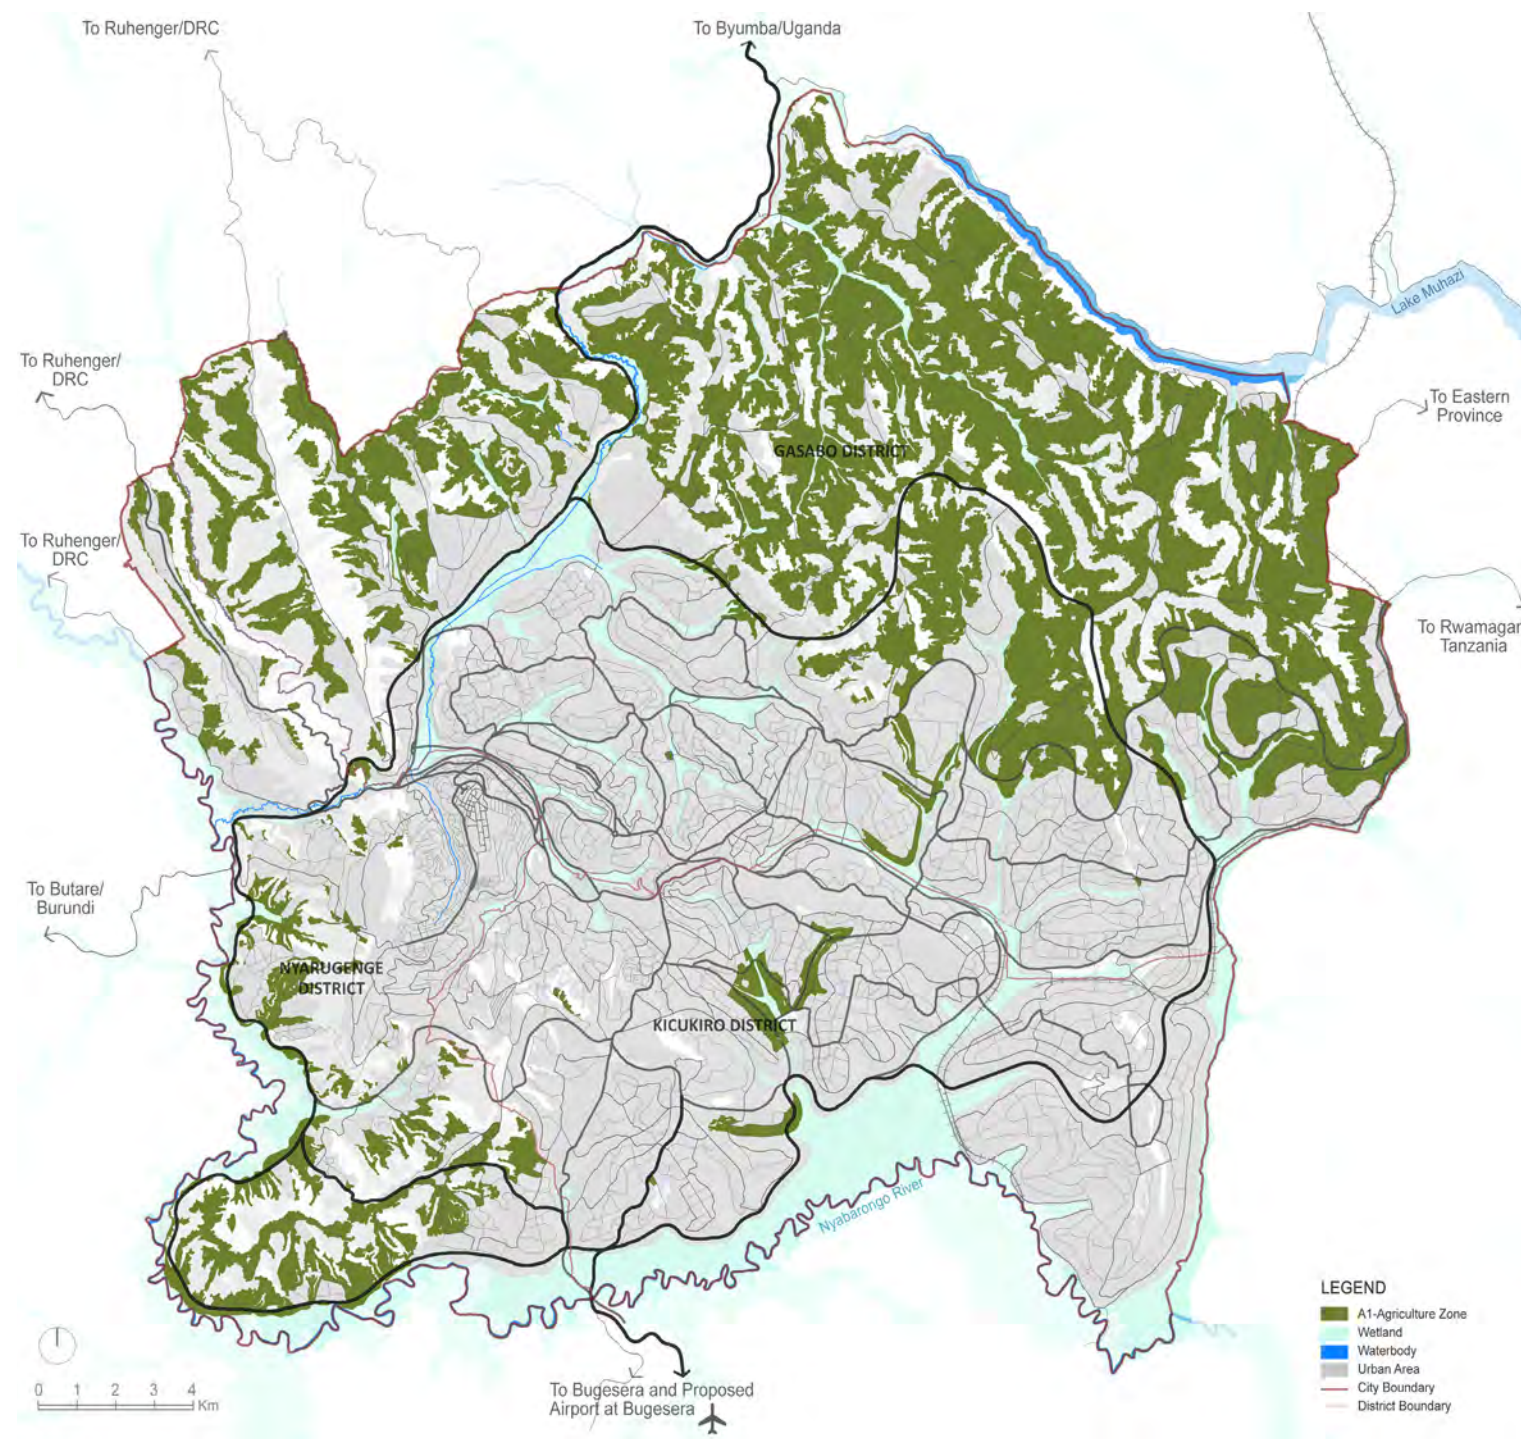 To Ruhenger/DRC
To Byumba/Uganda
Lake Muhazi
To Ruhenger/
DRC
To Eastern
Province
GASABO DISTRICT
To Ruhenger/
DRC
To Rwamagar
Tanzania
To Butare/
Burundi
NYARUGENGE
DISTRICT
KICUKIRO DISTRICT
Nyabarongo River
LEGEND
A1-Agriculture Zone
Wetland
Waterbody
Urban Area
City Boundary
District Boundary
0 1 2 3 4
Km
To Bugesera and Proposed
Airport at Bugesera